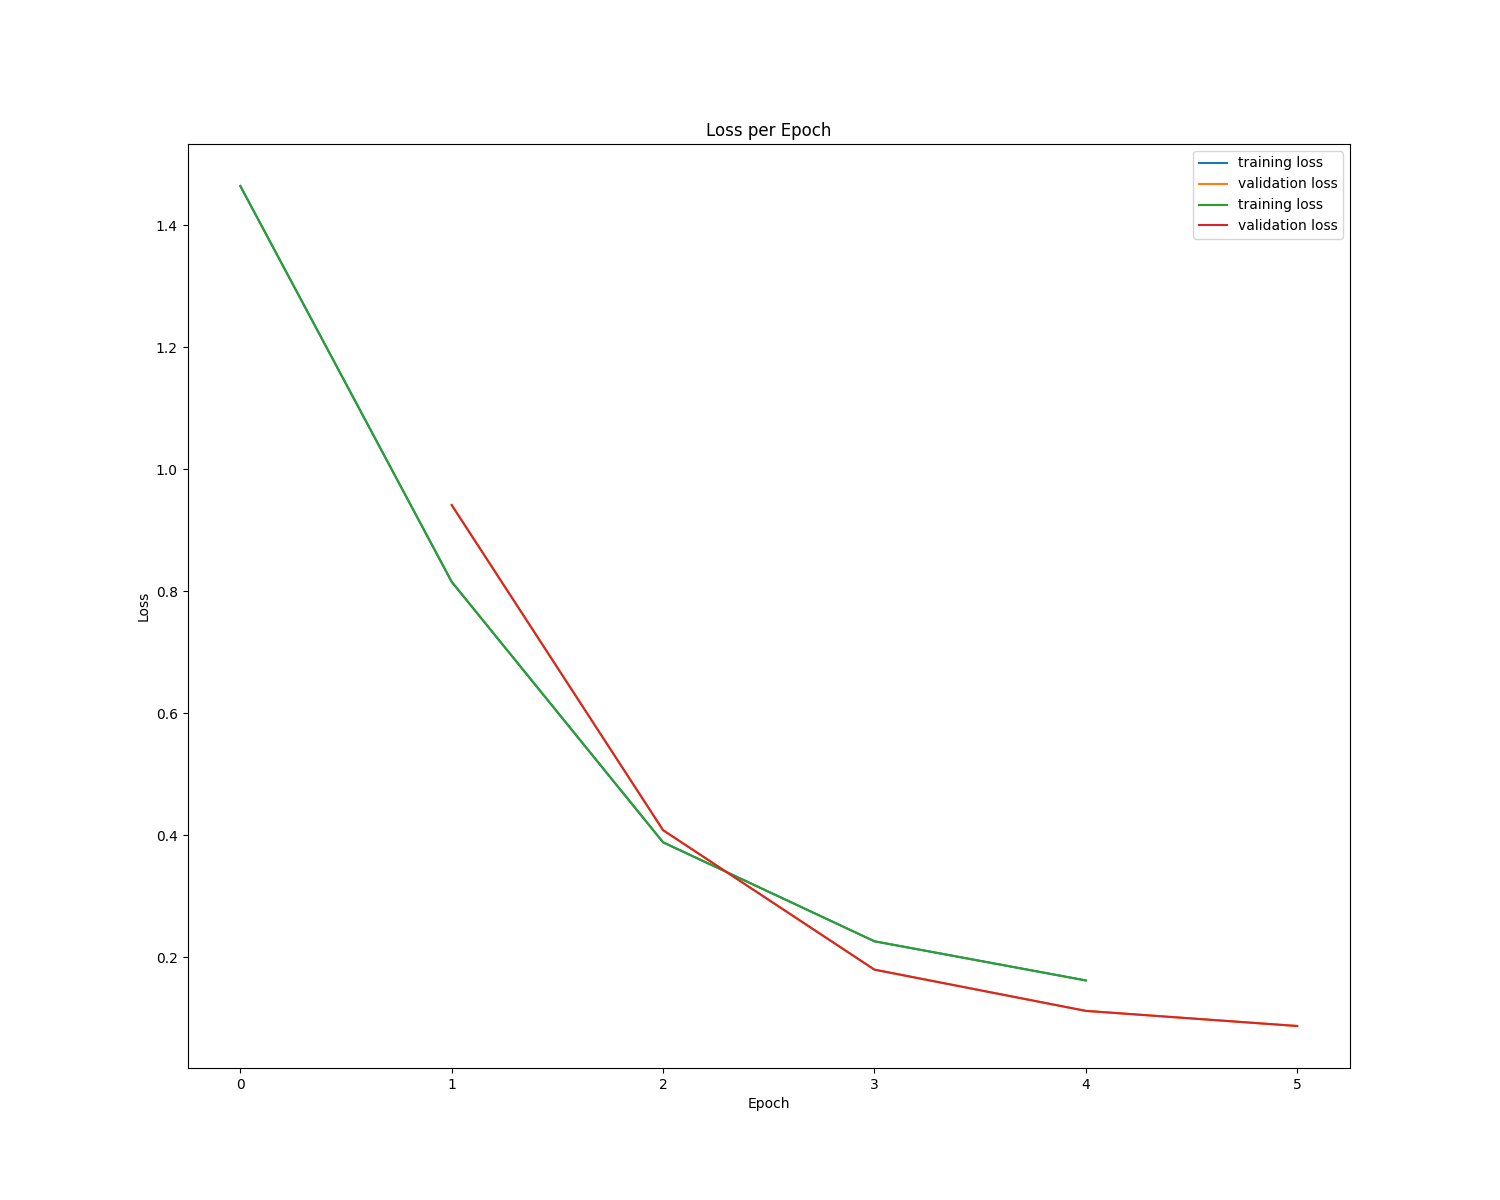 Loss per Epoch
training loss
validation loss
training loss
validation loss
1.4
1.2
1.0
0.8
0.6
0.4
0.2
Loss
0 1 2 3 4 5
Epoch